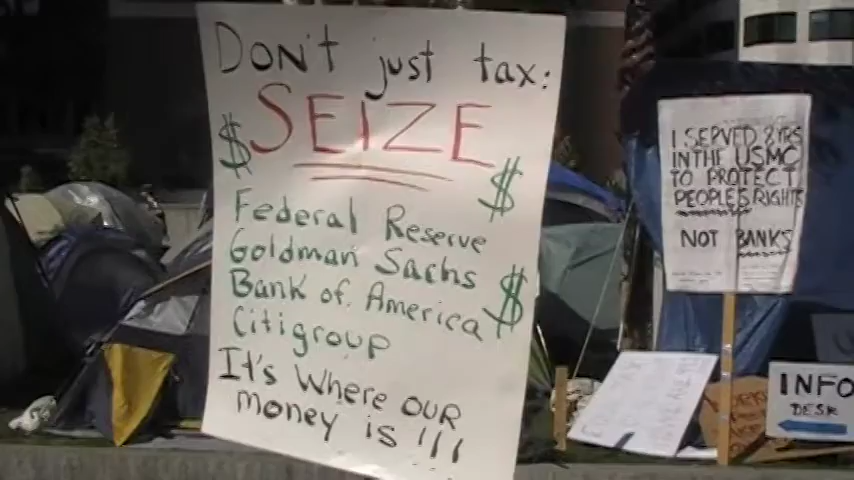 Don't just tax:
SEIZE
$
$
Federal Reserve
Goldman Sachs
Bank of America
$
Citigroup
It's Where OUR
money is!!!
I SERVED 8 YRS
IN THE USMC
TO PROTECT
PEOPLE'S RIGHTS
NOT BANKS
INFO
DESK